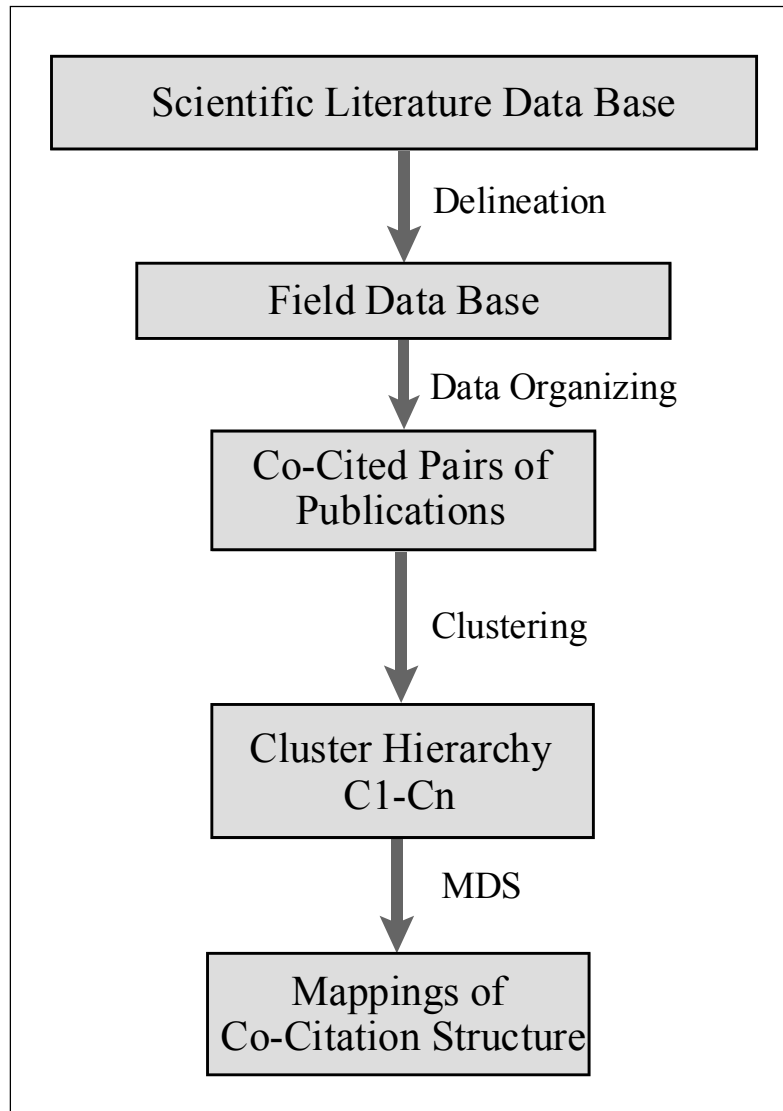 Scientific Literature Data Base
Delineation
Field Data Base
Data Organizing
Co-Cited Pairs of
Publications
Clustering
Cluster Hierarchy
C1-Cn
MDS
Mappings of
Co-Citation Structure